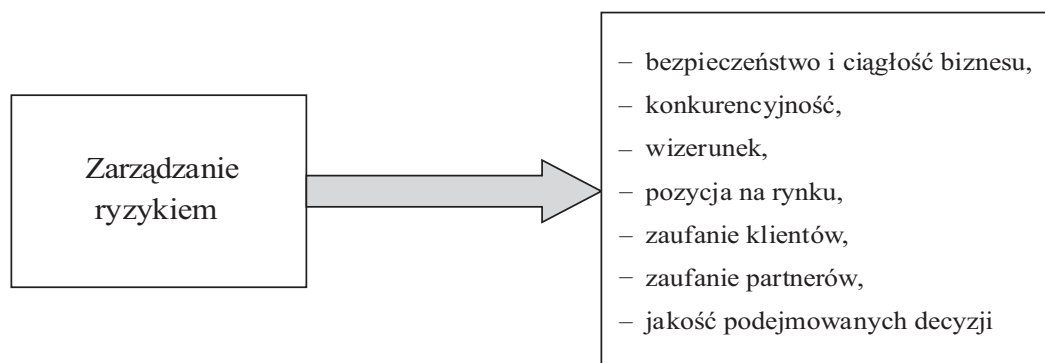 Zarządzanie
ryzykiem
– bezpieczeństwo i ciągłość biznesu,
– konkurencyjność,
– wizerunek,
– pozycja na rynku,
– zaufanie klientów,
– zaufanie partnerów,
– jakość podejmowanych decyzji